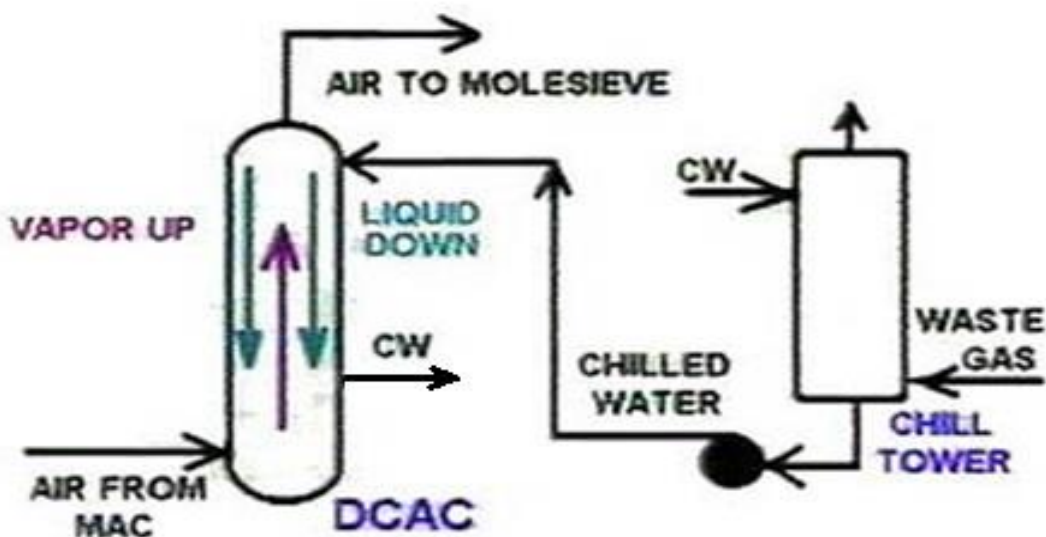 AIR TO MOLESIEVE
CW
VAPOR UP
LIQUID
DOWN
CW
WASTE
GAS
CHILLED
WATER
CHILL
TOWER
AIR FROM
MAC
DCAC